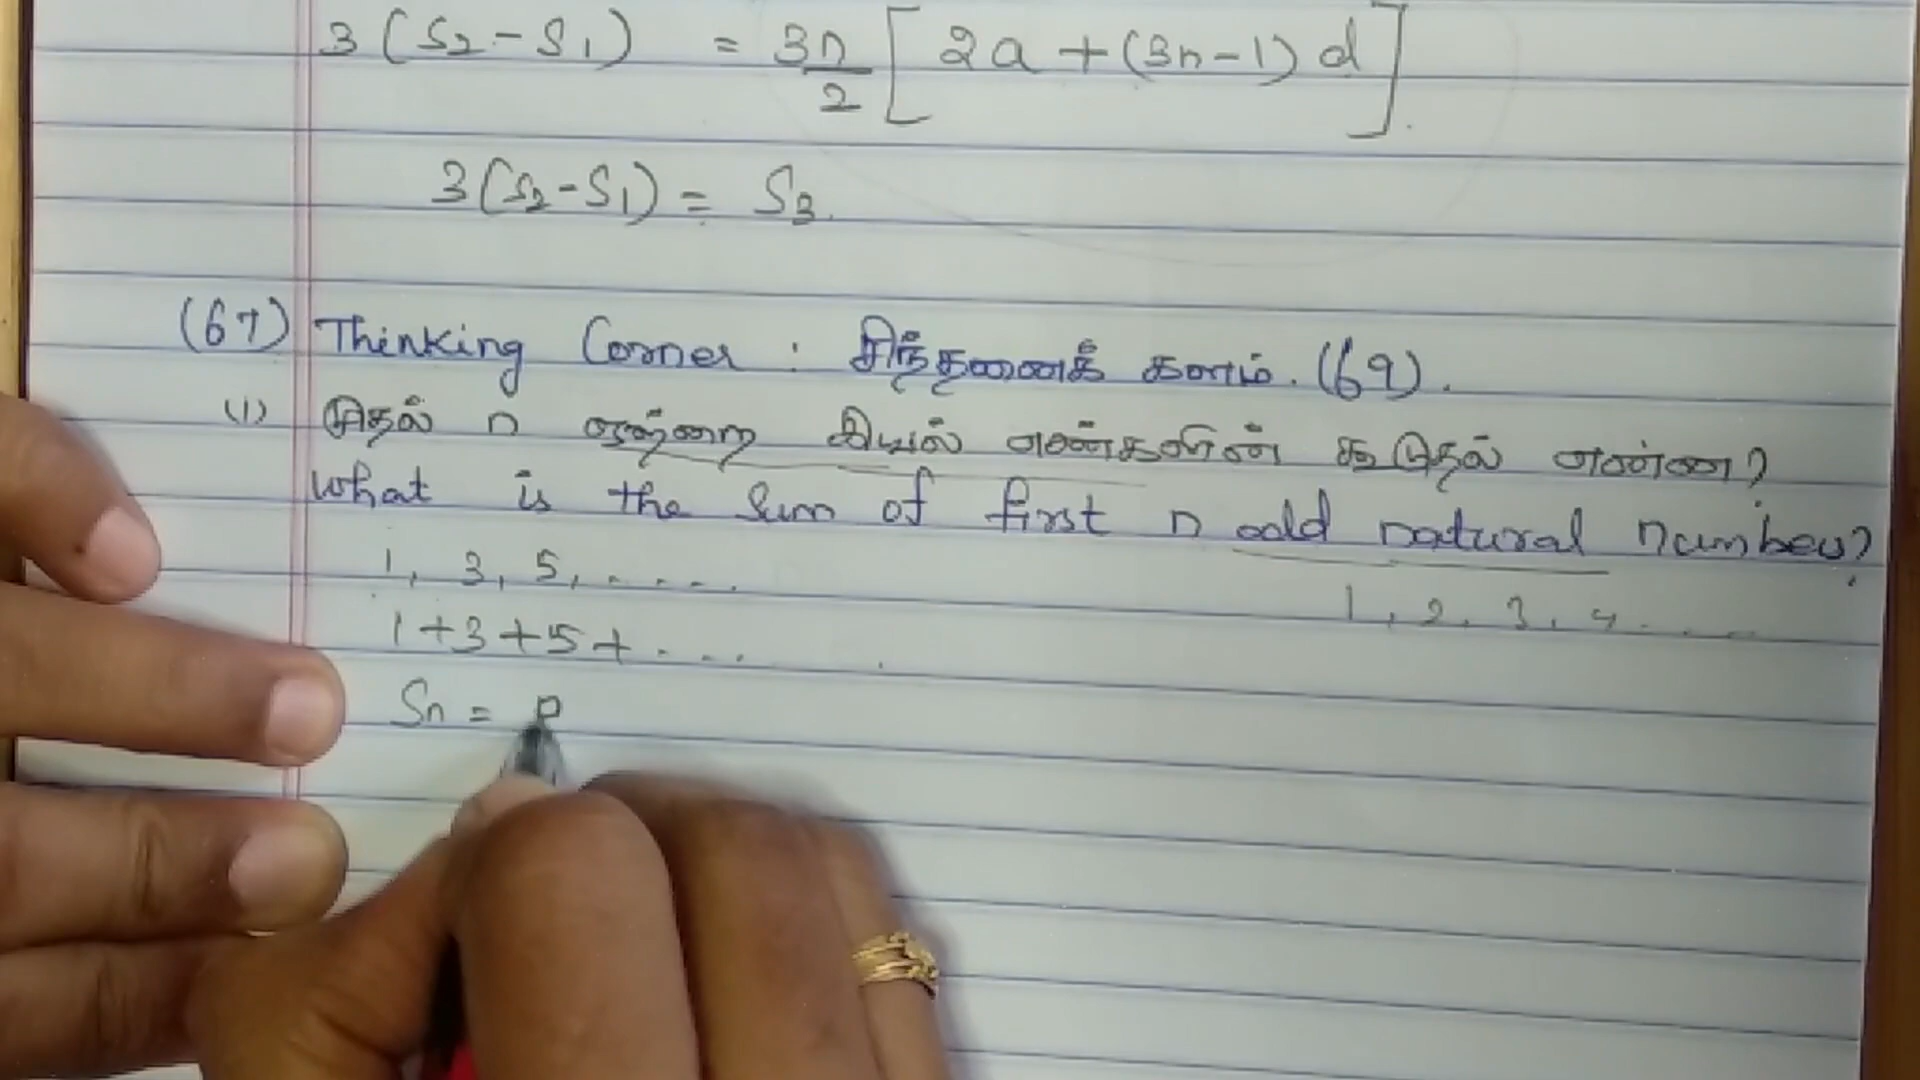 3(S₂-S₁) = 3n/2 [2a+(3n-1)d].
3(S₂-S₁) = S₃.
(67) Thinking Corner : சிந்தனைக் களம். (69).
(1) முதல் n ஒற்றை இயல் எண்களின் கூடுதல் என்ன?
What is the Sum of first n odd natural numbers?
1, 3, 5, .....
1, 2, 3, 4....
1+3+5+....
Sn = n